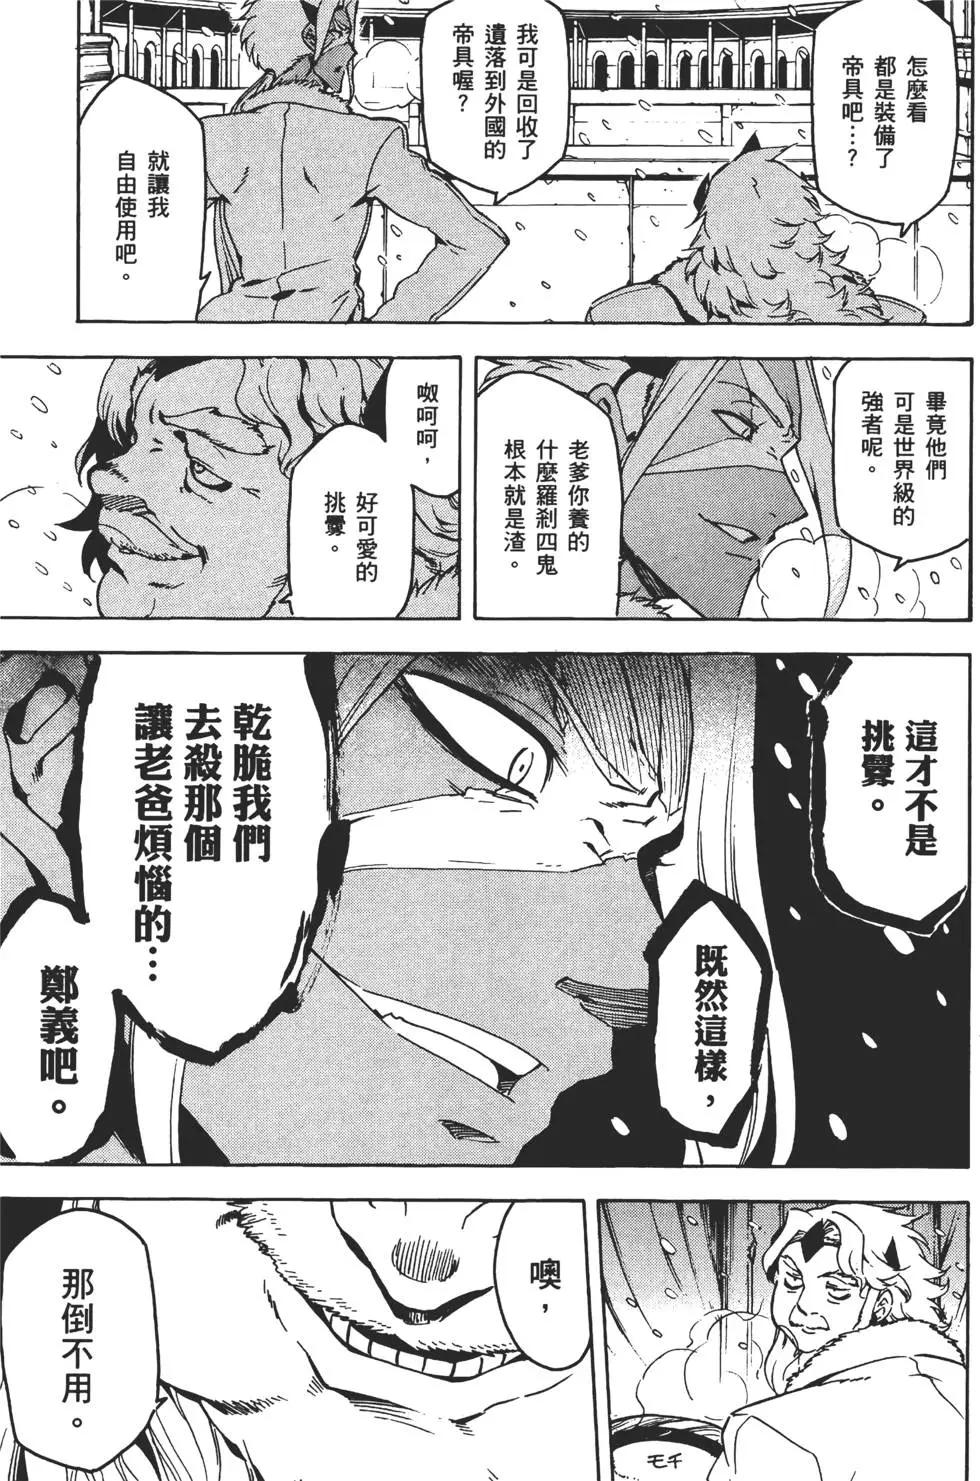 怎麼看
都是裝備了
帝具吧…?
我可是回收了
遺落到外國的
帝具喔?
就讓我
自由使用吧。
畢竟他們
可是世界級的
強者呢。
老爹你養的
什麼羅剎四鬼
根本就是渣。
呶呵呵,
好可愛的
挑釁。
這才不是
挑釁。
既然這樣,
乾脆我們
去殺那個
讓老爸煩惱的…
鄭義吧。
噢,
那倒不用。
モチ